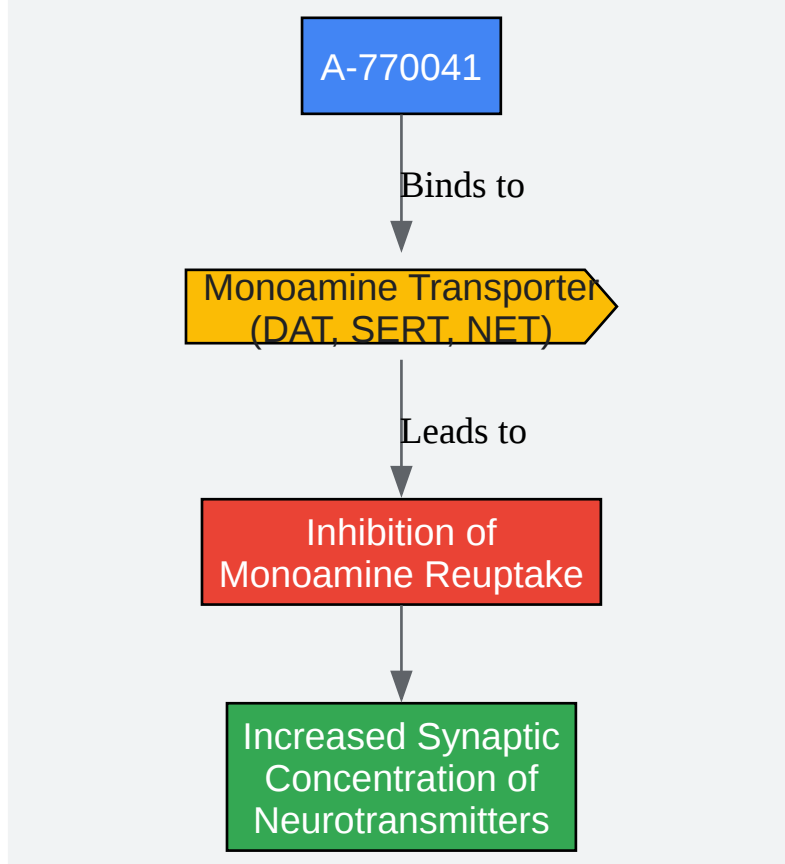 A-770041
Binds to
Monoamine Transporter
(DAT, SERT, NET)
Leads to
Inhibition of
Monoamine Reuptake
Increased Synaptic
Concentration of
Neurotransmitters